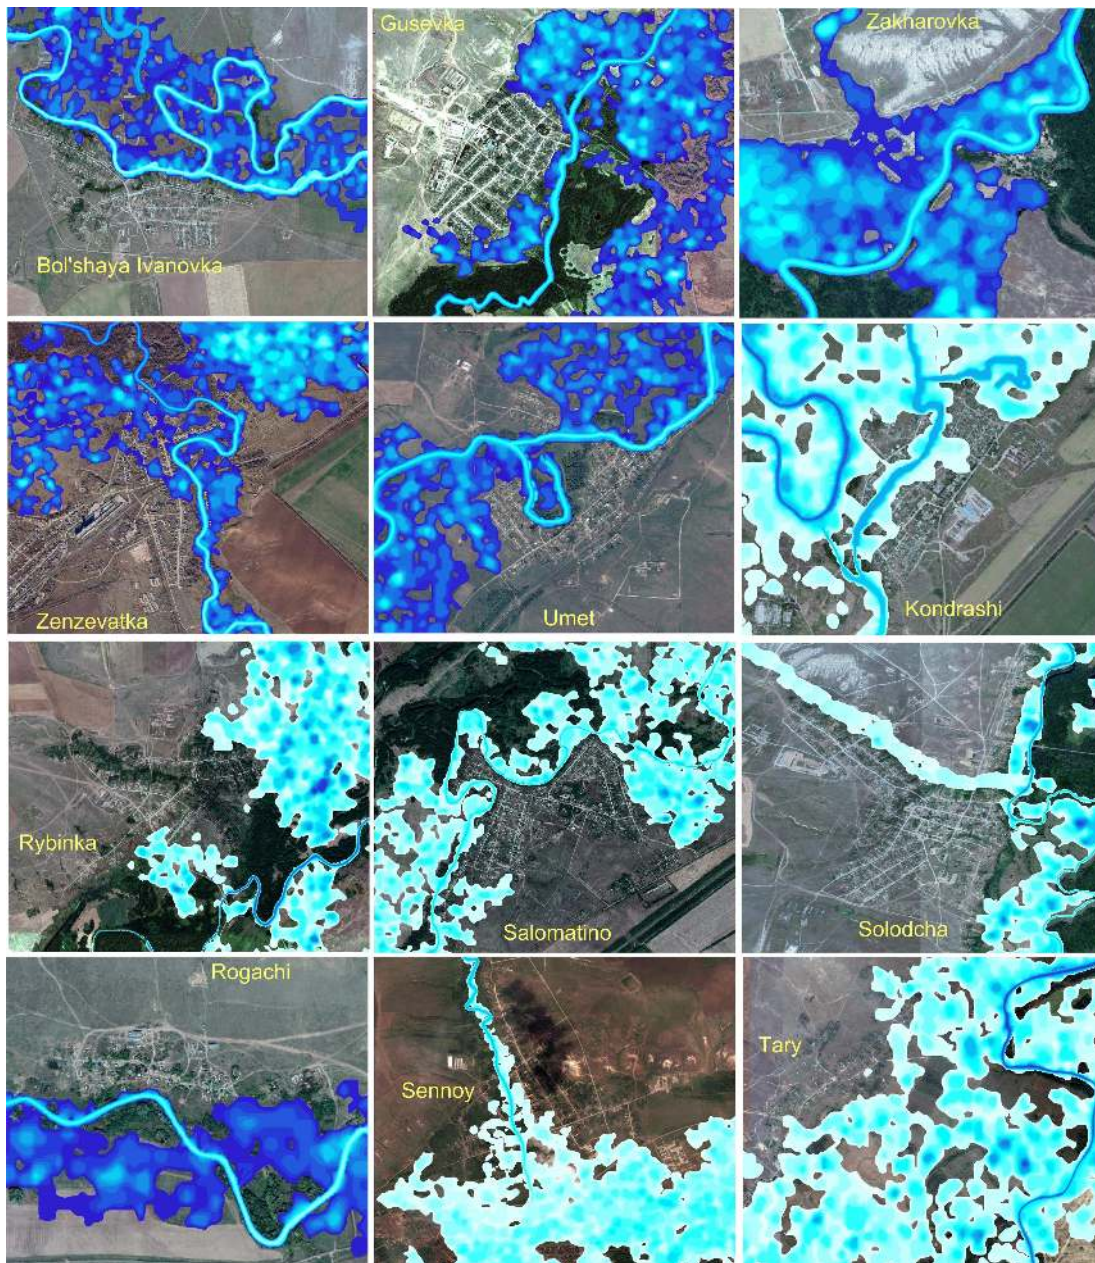 Gusevka
Zakharovka
Bol'shaya Ivanovka
Zenzevatka
Umet
Kondrashi
Rybinka
Salomatino
Solodcha
Rogachi
Sennoy
Tary